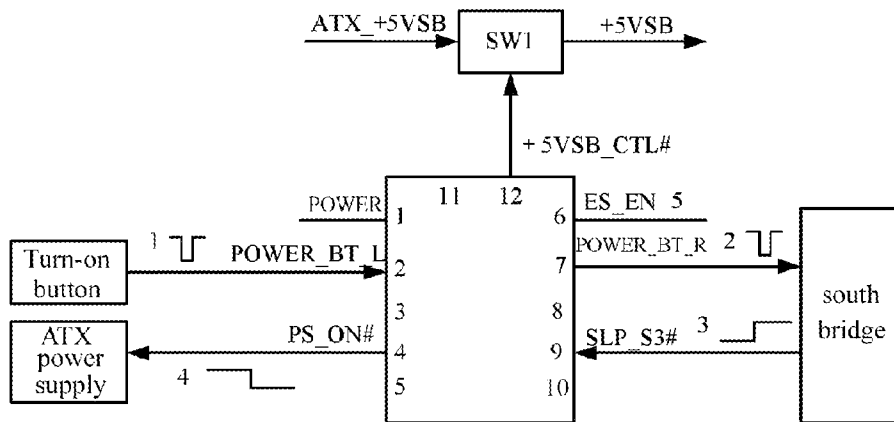 ATX_+5VSB
SW1
+5VSB
+ 5VSB_CTL#
11 12
POWER
1
6
ES_EN 5
1
POWER_BT_L
2
7
POWER_BT_R
2
Turn-on
button
3
8
south
bridge
ATX
power
supply
PS_ON#
4
9
SLP_S3#
3
4
5
10